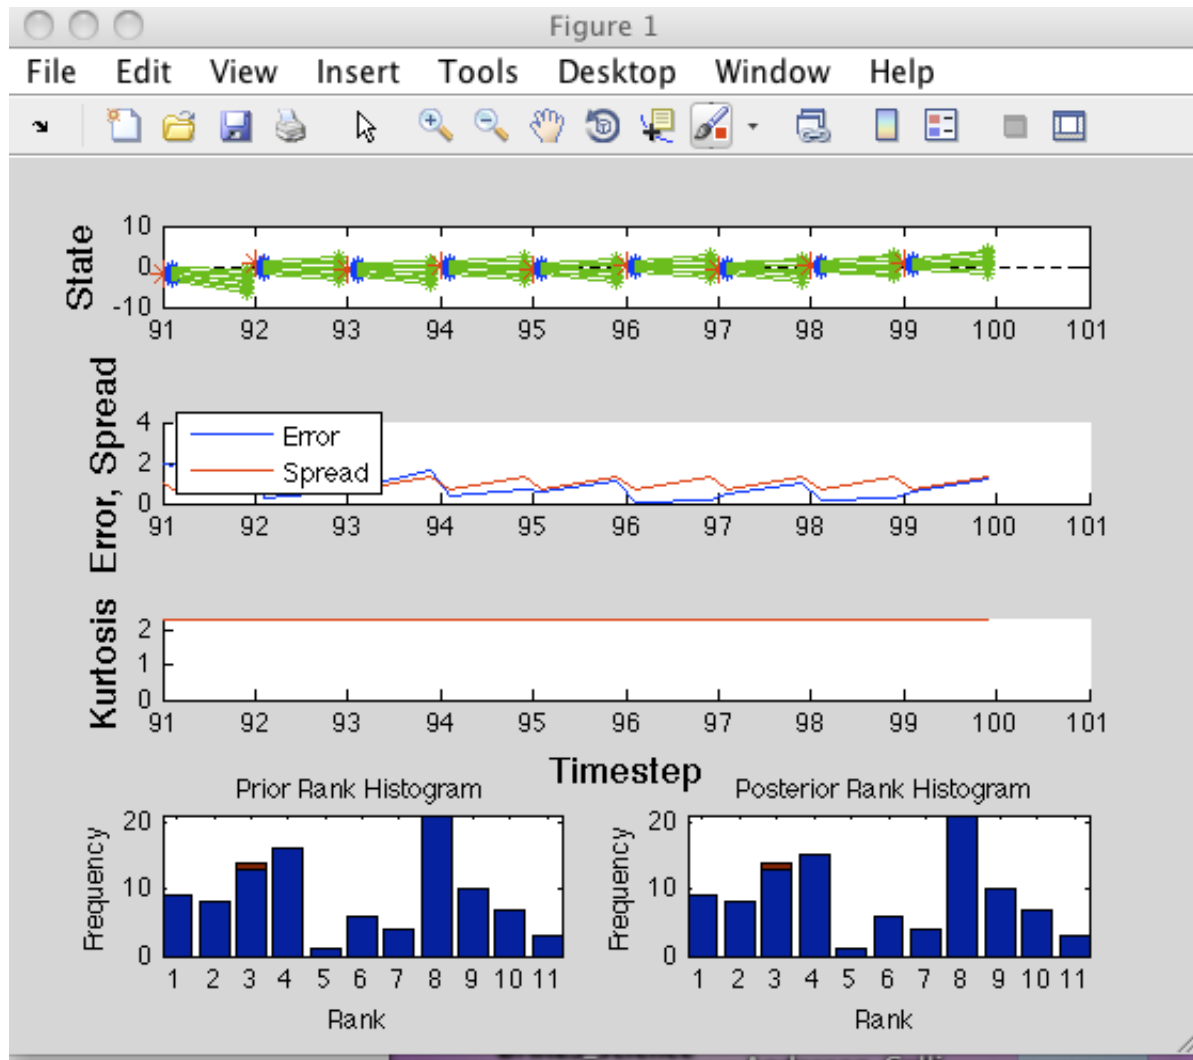 Figure 1
File Edit View Insert Tools Desktop Window Help
State
10
0
-10
91 92 93 94 95 96 97 98 99 100 101
Error, Spread
4
2
0
Error
Spread
91 92 93 94 95 96 97 98 99 100 101
Kurtosis
2
1
0
91 92 93 94 95 96 97 98 99 100 101
Timestep
Prior Rank Histogram
Frequency
20
10
0
1 2 3 4 5 6 7 8 9 10 11
Rank
Posterior Rank Histogram
Frequency
20
10
0
1 2 3 4 5 6 7 8 9 10 11
Rank